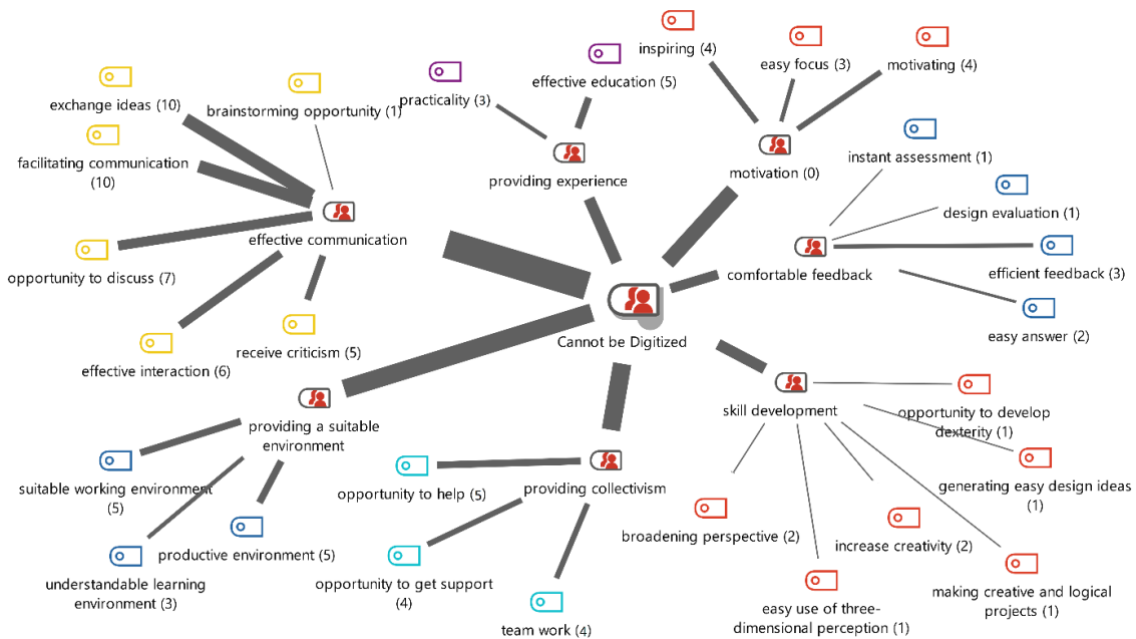 inspiring (4)
easy focus (3)
motivating (4)
exchange ideas (10)
brainstorming opportunity (1)
practicality (3)
effective education (5)
facilitating communication
(10)
instant assessment (1)
providing experience
motivation (0)
design evaluation (1)
effective communication
opportunity to discuss (7)
comfortable feedback
efficient feedback (3)
easy answer (2)
Cannot be Digitized
receive criticism (5)
effective interaction (6)
providing a suitable
environment
skill development
opportunity to develop
dexterity (1)
suitable working environment
(5)
opportunity to help (5)
providing collectivism
generating easy design ideas
(1)
broadening perspective (2)
increase creativity (2)
productive environment (5)
understandable learning
environment (3)
opportunity to get support
(4)
team work (4)
easy use of three-
dimensional perception (1)
making creative and logical
projects (1)